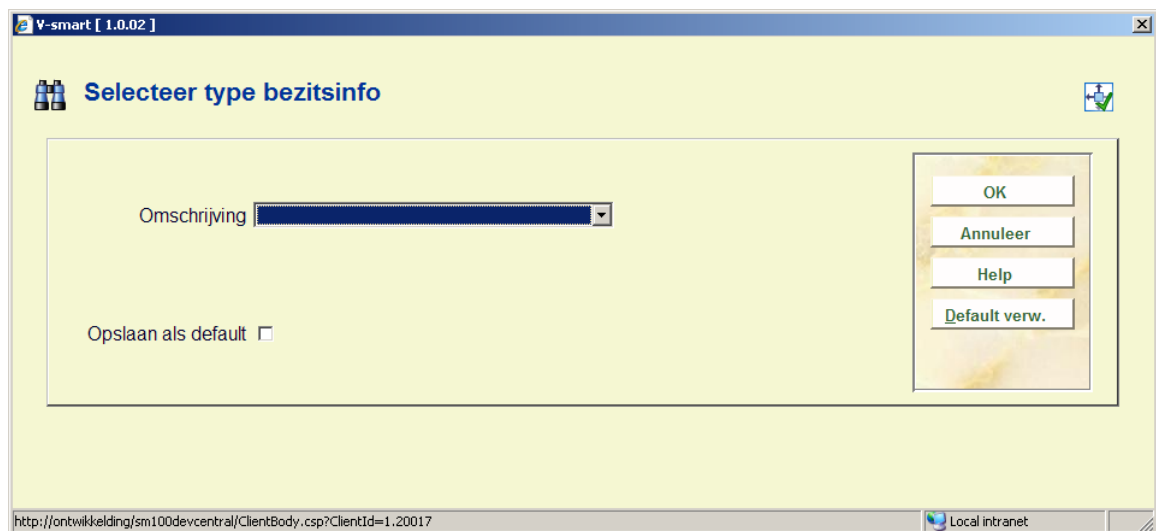 V-smart [ 1.0.02 ]
Selecteer type bezitsinfo
Omschrijving
Opslaan als default
OK
Annuleer
Help
Default verw.
http://ontwikkelding/sm100devcentral/ClientBody.csp?ClientId=1.20017
Local intranet